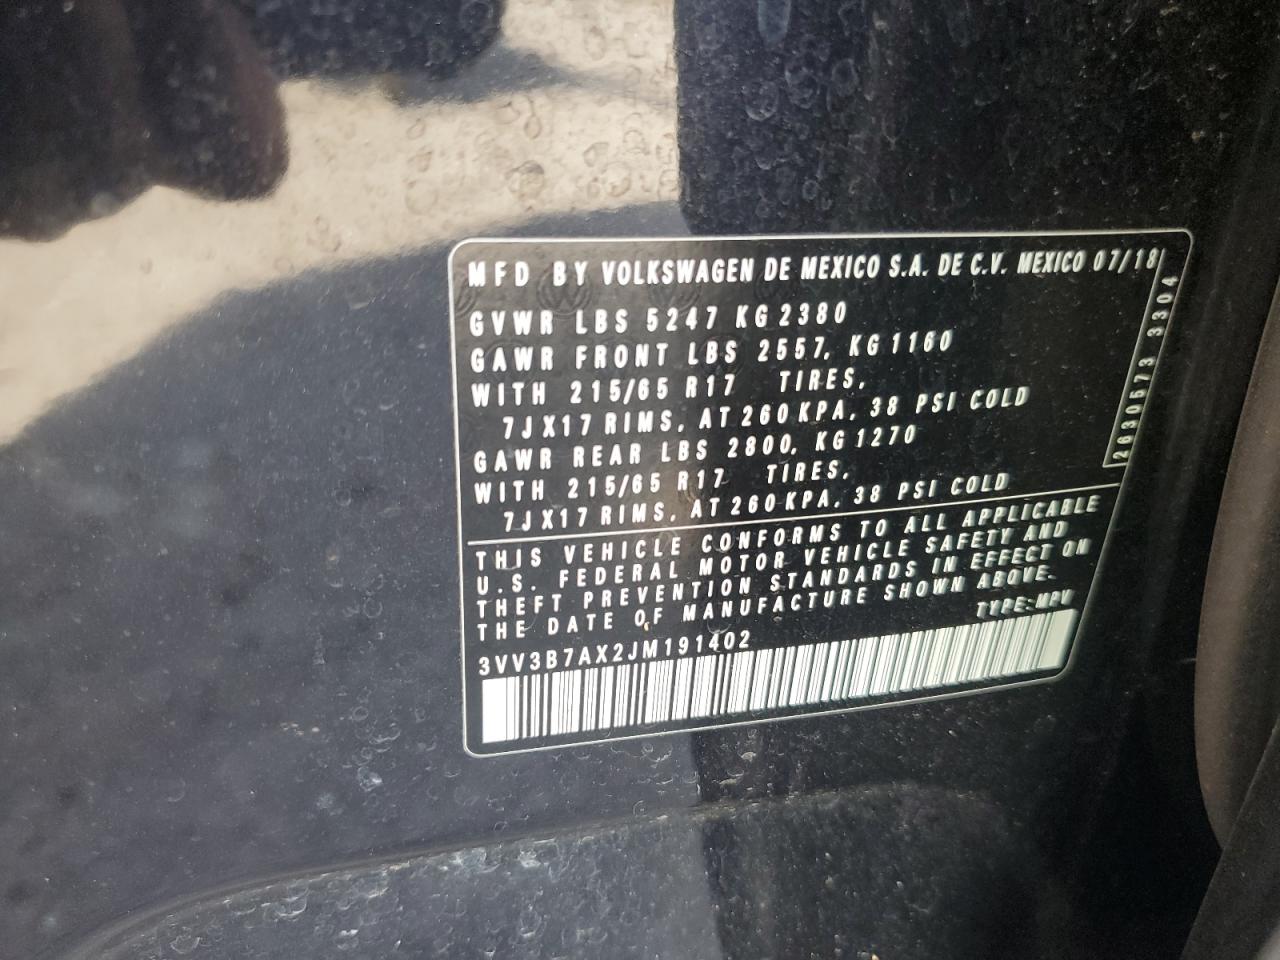 MFD BY VOLKSWAGEN DE MEXICO S.A. DE C.V. MEXICO 07/18
GVWR LBS 5247 KG 2380
GAWR FRONT LBS 2557, KG 1160
WITH 215/65 R17 TIRES,
7JX17 RIMS, AT 260 KPA, 38 PSI COLD
GAWR REAR LBS 2800, KG 1270
WITH 215/65 R17 TIRES,
7JX17 RIMS, AT 260 KPA, 38 PSI COLD
2630573 3304
THIS VEHICLE CONFORMS TO ALL APPLICABLE
U.S. FEDERAL MOTOR VEHICLE SAFETY AND
THEFT PREVENTION STANDARDS IN EFFECT ON
THE DATE OF MANUFACTURE SHOWN ABOVE.
TYPE:MPV
3VV3B7AX2JM191402